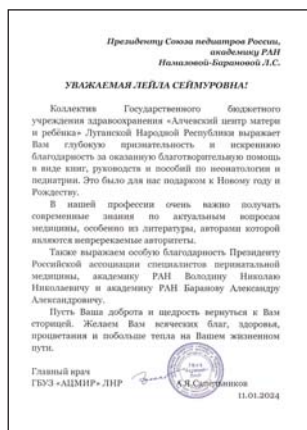 Президенту Союза педиатров России,
академику РАН
Намазовой-Барановой Л.С.
УВАЖАЕМАЯ ЛЕЙЛА СЕЙМУРОВНА!
Коллектив Государственного бюджетного
учреждения здравоохранения «Алчевский центр матери
и ребёнка» Луганской Народной Республики выражает
Вам глубокую признательность и искреннюю
благодарность за оказанную благотворительную помощь
в виде книг, руководств и пособий по неонатологии и
педиатрии. Это было для нас подарком к Новому году и
Рождеству.
В нашей профессии очень важно получать
современные знания по актуальным вопросам
медицины, особенно из литературы, авторами которой
являются непререкаемые авторитеты.
Также выражаем особую благодарность Президенту
Российской ассоциации специалистов перинатальной
медицины, академику РАН Володину Николаю
Николаевичу и академику РАН Баранову Александру
Александровичу.
Пусть Ваша доброта и щедрость вернуться к Вам
сторицей. Желаем Вам всяческих благ, здоровья,
процветания и побольше тепла на Вашем жизненном
пути.
Главный врач
ГБУЗ «АЦМИР» ЛНР
11.01.2024